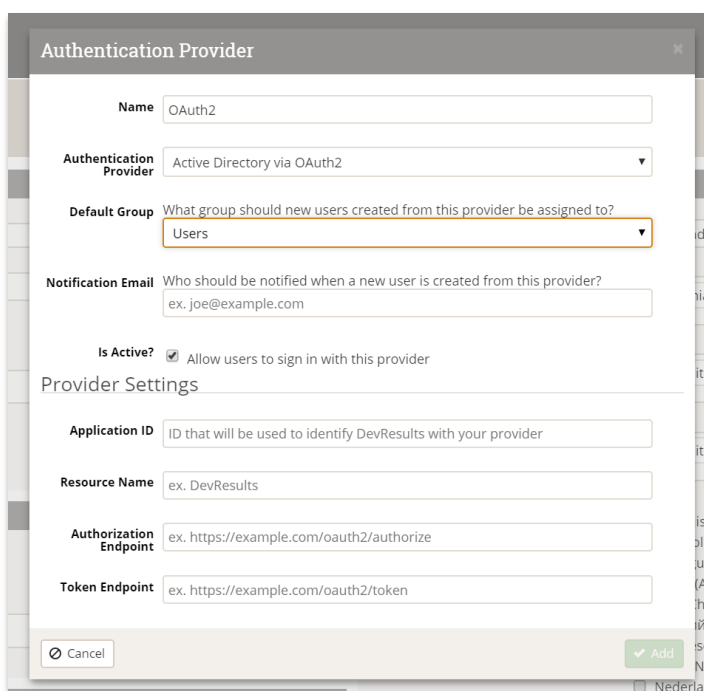 Authentication Provider
×
Name
OAuth2
Authentication
Provider
Active Directory via OAuth2
Default Group
What group should new users created from this provider be assigned to?
Users
Notification Email
Who should be notified when a new user is created from this provider?
ex. joe@example.com
Is Active?
Allow users to sign in with this provider
Provider Settings
Application ID
ID that will be used to identify DevResults with your provider
Resource Name
ex. DevResults
Authorization
Endpoint
ex. https://example.com/oauth2/authorize
Token Endpoint
ex. https://example.com/oauth2/token
Cancel
Add